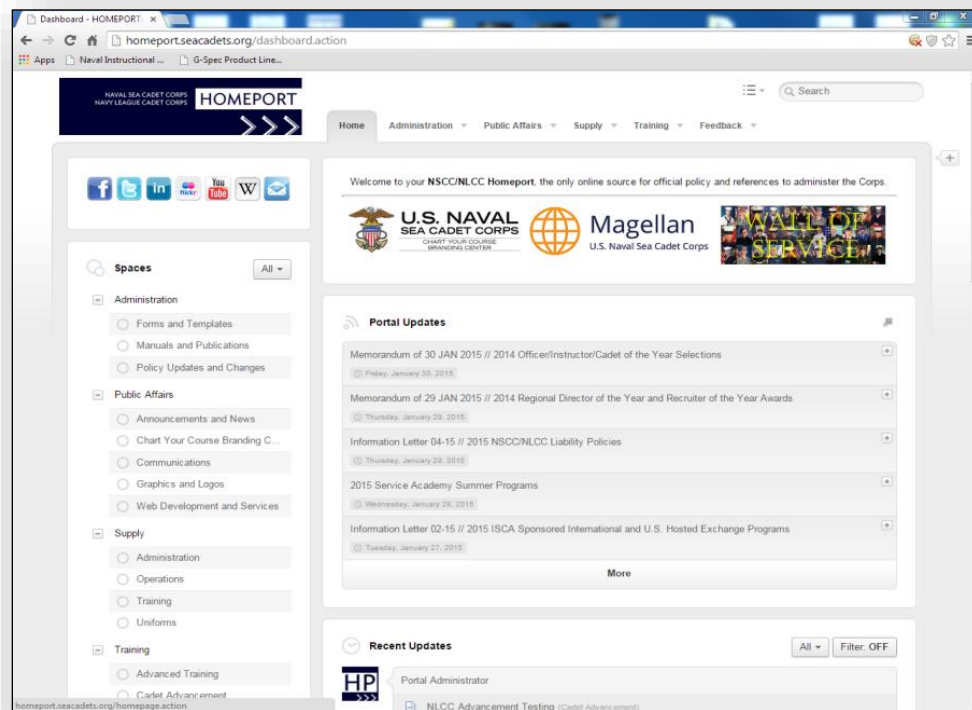 Dashboard - HOMEPORT
homeport.seacadets.org/dashboard.action
Apps Naval Instructional ... G-Spec Product Line...
NAVAL SEA CADET CORPS
NAVY LEAGUE CADET CORPS
HOMEPORT
Search
Home Administration Public Affairs Supply Training Feedback
f in flickr You Tube W
Welcome to your NSCC/NLCC Homeport, the only online source for official policy and references to administer the Corps.
U.S. NAVAL
SEA CADET CORPS
CHART YOUR COURSE
BRANDING CENTER
Magellan
U.S. Naval Sea Cadet Corps
WALL OF
SERVICE
Spaces All
Administration
Forms and Templates
Manuals and Publications
Policy Updates and Changes
Public Affairs
Announcements and News
Chart Your Course Branding C...
Communications
Graphics and Logos
Web Development and Services
Supply
Administration
Operations
Training
Uniforms
Training
Advanced Training
Cadet Advancement
homeport.seacadets.org/homepage.action
Portal Updates
Memorandum of 30 JAN 2015 // 2014 Officer/Instructor/Cadet of the Year Selections
Friday, January 30, 2015
Memorandum of 29 JAN 2015 // 2014 Regional Director of the Year and Recruiter of the Year Awards
Thursday, January 29, 2015
Information Letter 04-15 // 2015 NSCC/NLCC Liability Policies
Thursday, January 29, 2015
2015 Service Academy Summer Programs
Wednesday, January 28, 2015
Information Letter 02-15 // 2015 ISCA Sponsored International and U.S. Hosted Exchange Programs
Tuesday, January 27, 2015
More
Recent Updates All Filter: OFF
HP
Portal Administrator
NLCC Advancement Testing (Cadet Advancement)